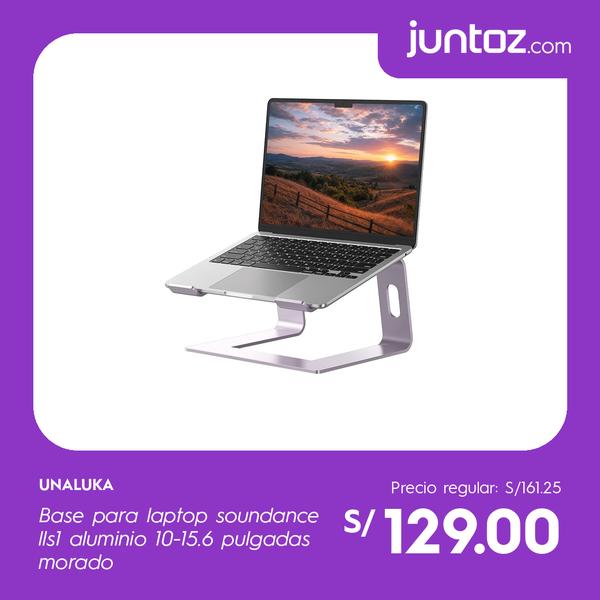 juntoz.com
UNALUKA
Base para laptop soundance
lls1 aluminio 10-15.6 pulgadas
morado
Precio regular: S/161.25
S/129.00